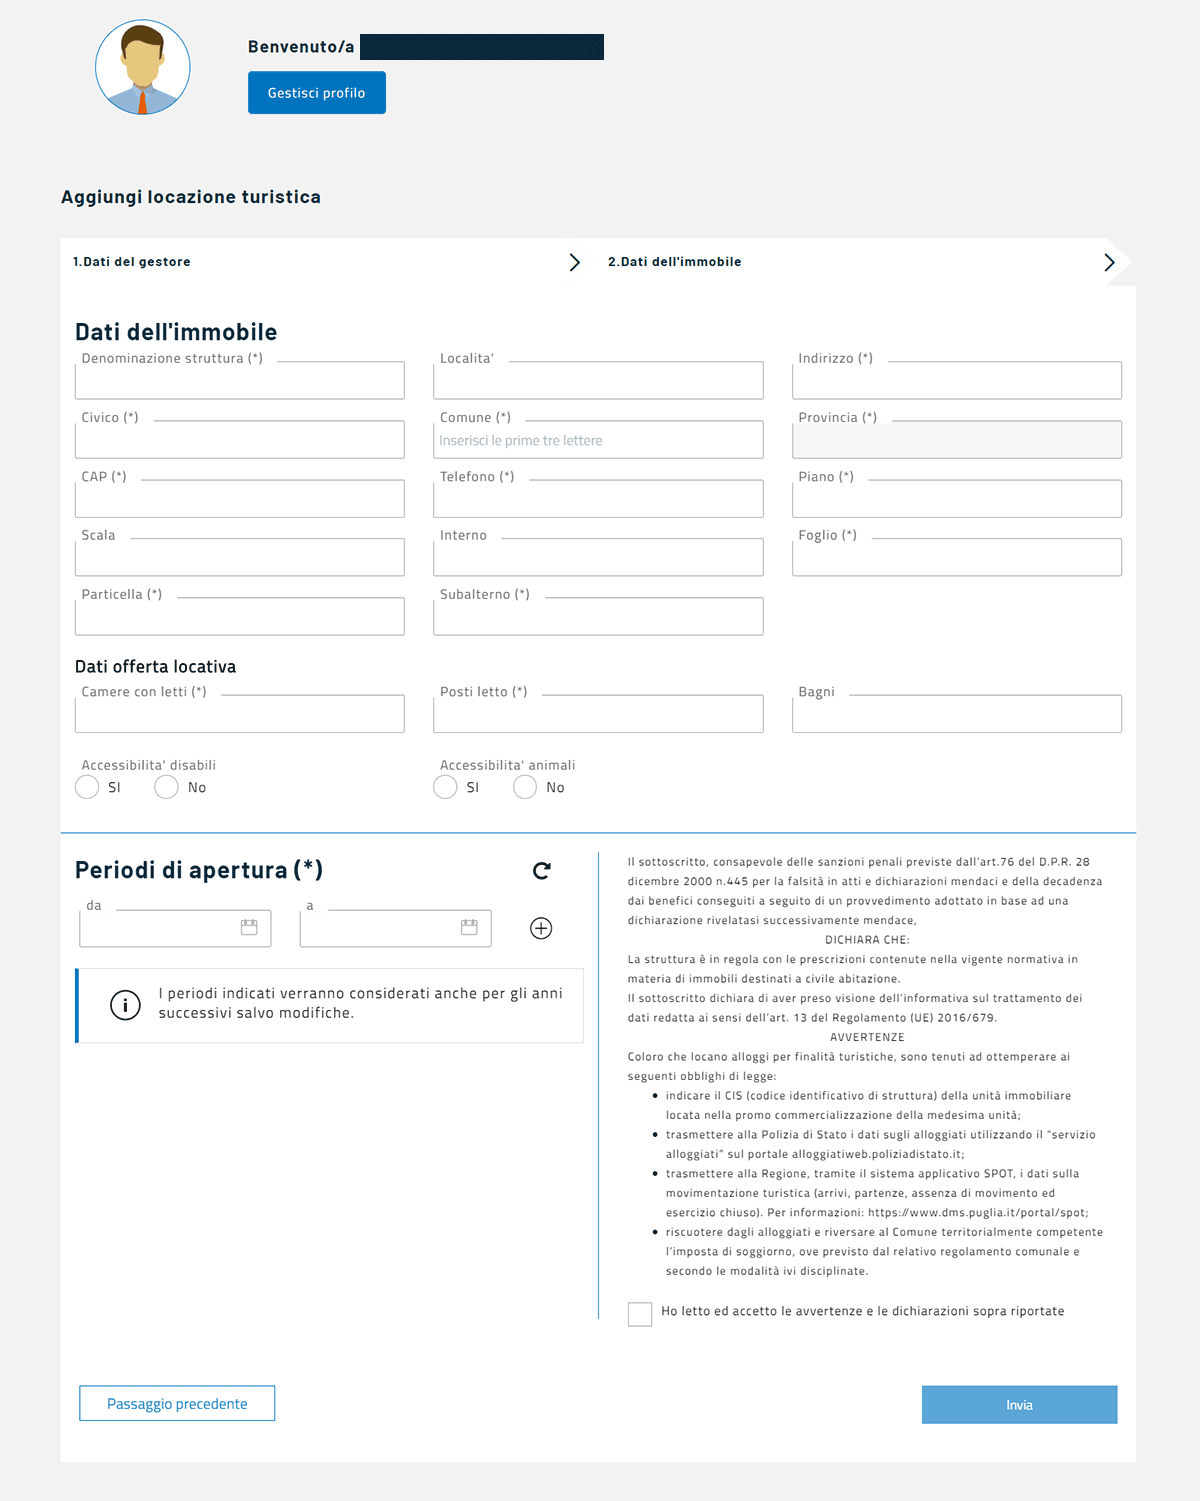 Benvenuto/a
Gestisci profilo
Aggiungi locazione turistica
1.Dati del gestore
2.Dati dell'immobile
Dati dell'immobile
Denominazione struttura (*)
Localita'
Indirizzo (*)
Civico (*)
Comune (*)
Provincia (*)
Inserisci le prime tre lettere
CAP (*)
Telefono (*)
Piano (*)
Scala
Interno
Foglio (*)
Particella (*)
Subalterno (*)
Dati offerta locativa
Camere con letti (*)
Posti letto (*)
Bagni
Accessibilita' disabili
Accessibilita' animali
SI No
SI No
Periodi di apertura (*)
da
a
I periodi indicati verranno considerati anche per gli anni
successivi salvo modifiche.
Il sottoscritto, consapevole delle sanzioni penali previste dall’art.76 del D.P.R. 28
dicembre 2000 n.445 per la falsità in atti e dichiarazioni mendaci e della decadenza
dai benefici conseguiti a seguito di un provvedimento adottato in base ad una
dichiarazione rivelatasi successivamente mendace,
DICHIARA CHE:
La struttura è in regola con le prescrizioni contenute nella vigente normativa in
materia di immobili destinati a civile abitazione.
Il sottoscritto dichiara di aver preso visione dell’informativa sul trattamento dei
dati redatta ai sensi dell’art. 13 del Regolamento (UE) 2016/679.
AVVERTENZE
Coloro che locano alloggi per finalità turistiche, sono tenuti ad ottemperare ai
seguenti obblighi di legge:
• indicare il CIS (codice identificativo di struttura) della unità immobiliare
locata nella promo commercializzazione della medesima unità;
• trasmettere alla Polizia di Stato i dati sugli alloggiati utilizzando il “servizio
alloggiati” sul portale alloggiatiweb.poliziadistato.it;
• trasmettere alla Regione, tramite il sistema applicativo SPOT, i dati sulla
movimentazione turistica (arrivi, partenze, assenza di movimento ed
esercizio chiuso). Per informazioni: https://www.dms.puglia.it/portal/spot;
• riscuotere dagli alloggiati e riversare al Comune territorialmente competente
l’imposta di soggiorno, ove previsto dal relativo regolamento comunale e
secondo le modalità ivi disciplinate.
Ho letto ed accetto le avvertenze e le dichiarazioni sopra riportate
Passaggio precedente
Invia